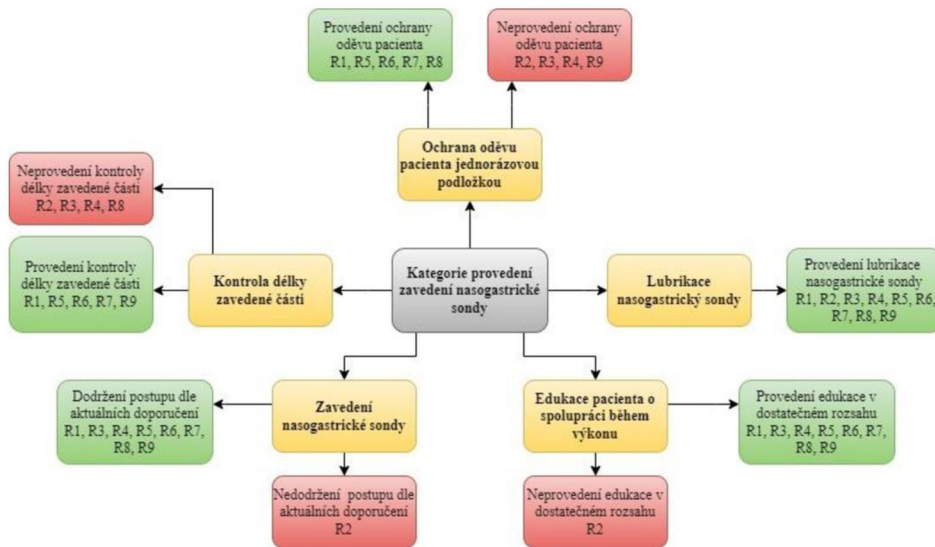 Provedení ochrany
oděvu pacienta
R1, R5, R6, R7, R8
Neprovedení ochrany
oděvu pacienta
R2, R3, R4, R9
Ochrana oděvu
pacienta jednorázovou
podložkou
Neprovedení kontroly
délky zavedené části
R2, R3, R4, R8
Provedení kontroly
délky zavedené části
R1, R5, R6, R7, R9
Kontrola délky
zavedené části
Kategorie provedení
zavedení nasogastrické
sondy
Lubrikace
nasogastrický sondy
Provedení lubrikace
nasogastrické sondy
R1, R2, R3, R4, R5, R6,
R7, R8, R9
Dodržení postupu dle
aktuálních doporučení
R1, R3, R4, R5, R6, R7,
R8, R9
Zavedení
nasogastrické sondy
Edukace pacienta o
spolupráci během
výkonu
Provedení edukace v
dostatečném rozsahu
R1, R3, R4, R5, R6, R7,
R8, R9
Nedodržení postupu dle
aktuálních doporučení
R2
Neprovedení edukace v
dostatečném rozsahu
R2